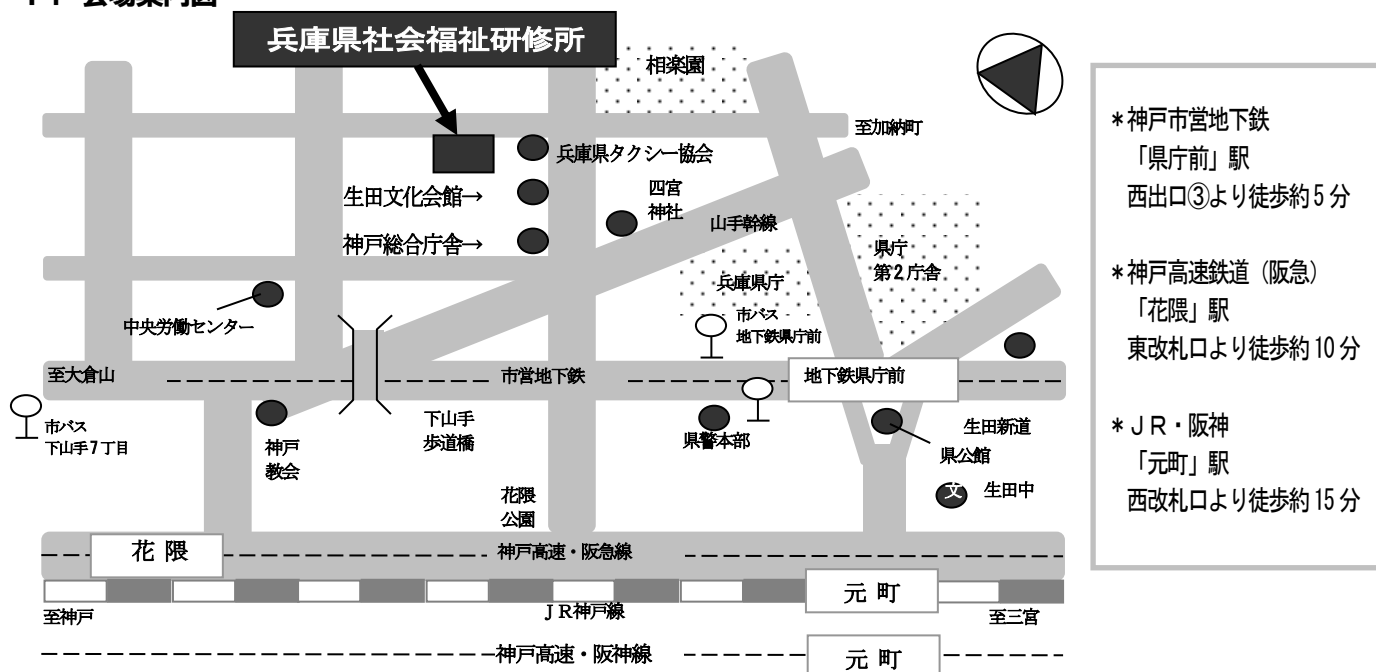 兵庫県社会福祉研修所
相楽園
至加納町
兵庫県タクシー協会
生田文化会館→
四宮
神社
山手幹線
神戸総合庁舎→
県庁
第2庁舎
兵庫県庁
中央労働センター
市バス
地下鉄県庁前
至大倉山
市営地下鉄
地下鉄県庁前
市バス
下山手7丁目
神戸
教会
下山手
歩道橋
県警本部
生田新道
県公館
花隈
公園
文
生田中
花隈
神戸高速・阪急線
元町
至神戸
JR神戸線
至三宮
神戸高速・阪神線
元町
*神戸市営地下鉄
「県庁前」駅
西出口③より徒歩約5分
*神戸高速鉄道(阪急)
「花隈」駅
東改札口より徒歩約10分
*JR・阪神
「元町」駅
西改札口より徒歩約15分